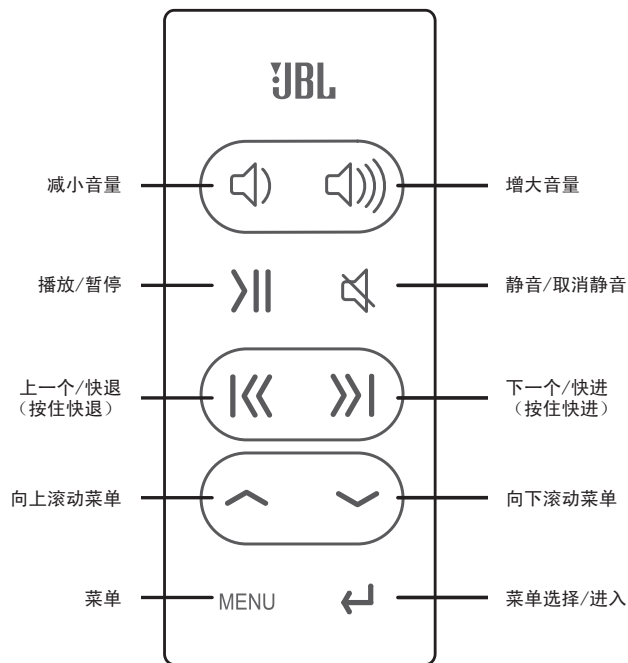 JBL
减小音量
增大音量
播放/暂停
静音/取消静音
上一个/快退
（按住快退）
下一个/快进
（按住快进）
向上滚动菜单
向下滚动菜单
菜单
MENU
菜单选择/进入